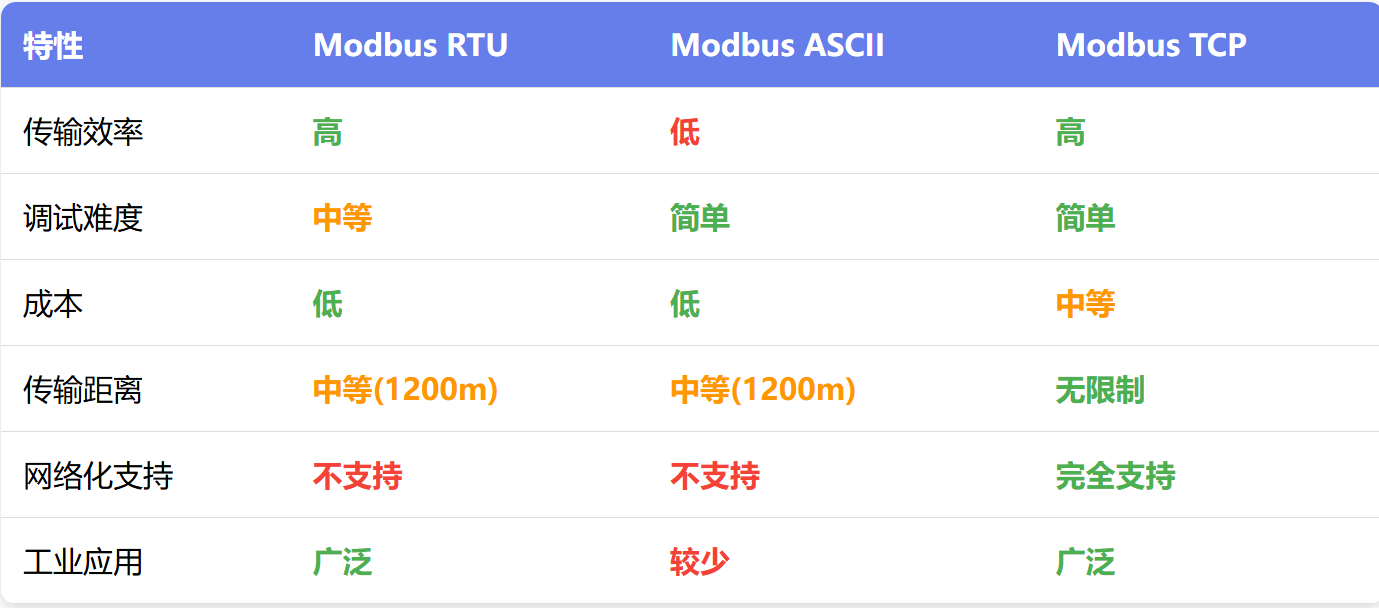 特性 Modbus RTU Modbus ASCII Modbus TCP
传输效率 高 低 高
调试难度 中等 简单 简单
成本 低 低 中等
传输距离 中等(1200m) 中等(1200m) 无限制
网络化支持 不支持 不支持 完全支持
工业应用 广泛 较少 广泛